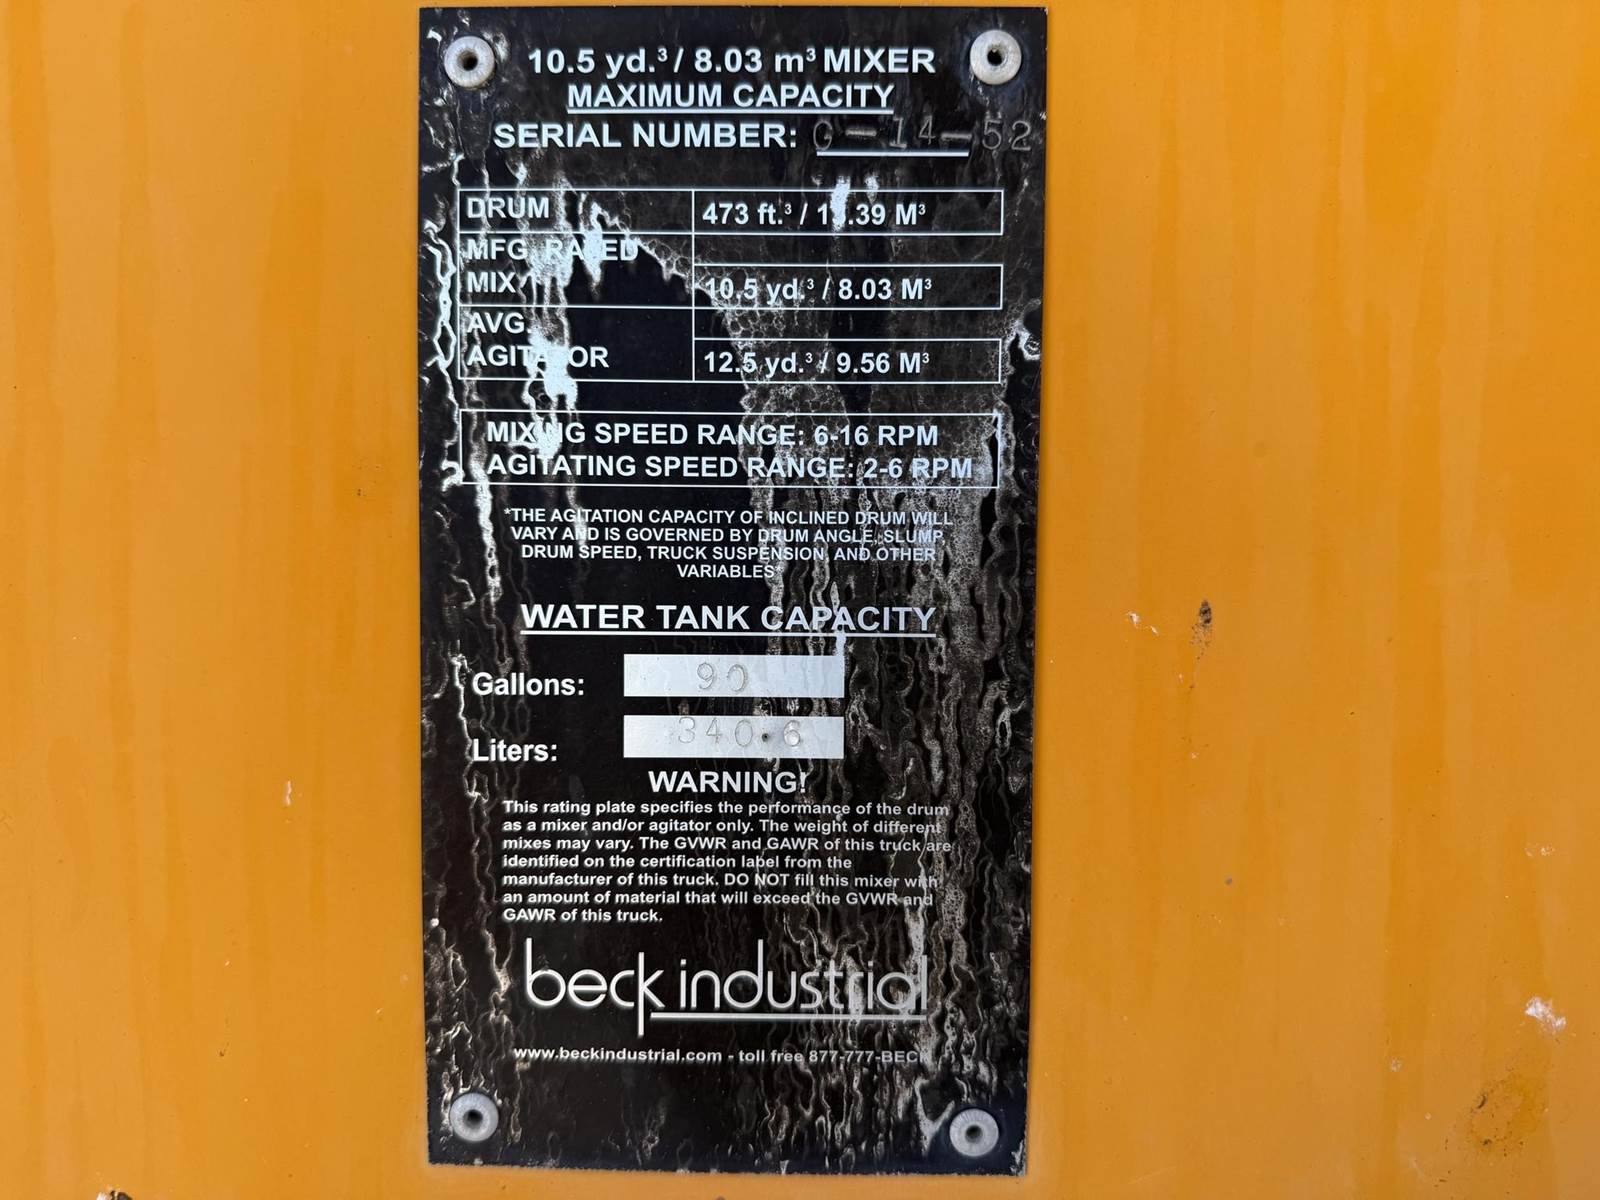 10.5 yd.³ / 8.03 m³ MIXER
MAXIMUM CAPACITY
SERIAL NUMBER: G-14-52
DRUM 473 ft.³ / M³
MFG. RATED
MIX 10.5 yd.³ / 8.03 M³
AVG.
AGITATOR 12.5 yd.³ / 9.56 M³
MIXING SPEED RANGE: 6-16 RPM
AGITATING SPEED RANGE: 2-6 RPM
*THE AGITATION CAPACITY OF INCLINED DRUM WILL
VARY AND IS GOVERNED BY DRUM ANGLE, SLUMP,
DRUM SPEED, TRUCK SUSPENSION, AND OTHER
VARIABLES*
WATER TANK CAPACITY
Gallons: 90
Liters: 340.6
WARNING!
This rating plate specifies the performance of the drum
as a mixer and/or agitator only. The weight of different
mixes may vary. The GVWR and GAWR of this truck are
identified on the certification label from the
manufacturer of this truck. DO NOT fill this mixer with
an amount of material that will exceed the GVWR and
GAWR of this truck.
beck industrial
www.beckindustrial.com - toll free 877-777-BECK